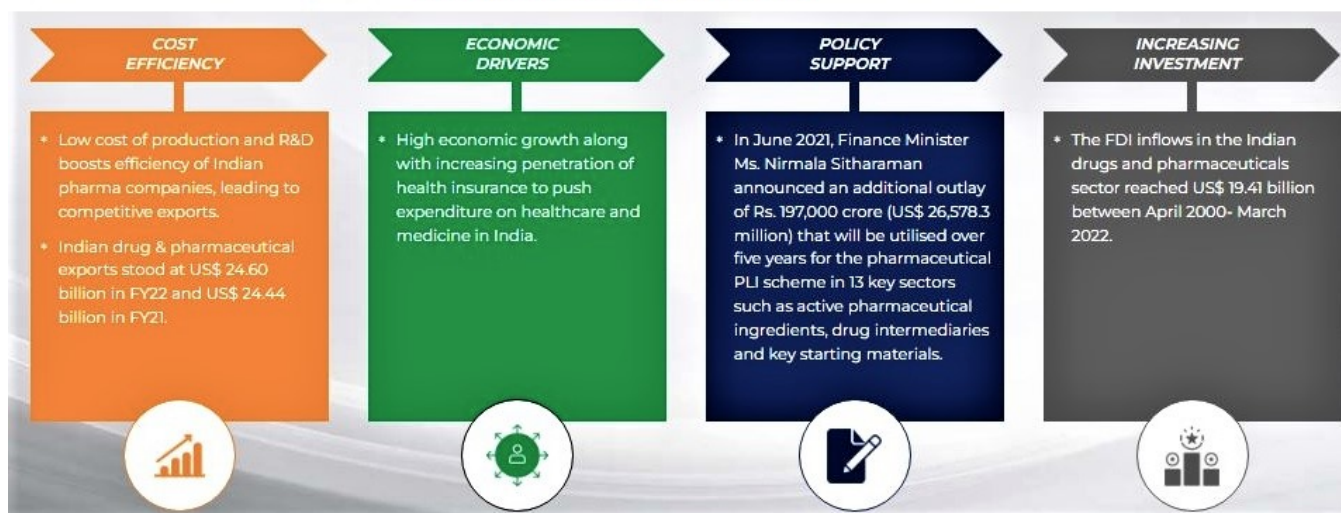 COST
EFFICIENCY
* Low cost of production and R&D
boosts efficiency of Indian
pharma companies, leading to
competitive exports.
* Indian drug & pharmaceutical
exports stood at US$ 24.60
billion in FY22 and US$ 24.44
billion in FY21.
ECONOMIC
DRIVERS
* High economic growth along
with increasing penetration of
health insurance to push
expenditure on healthcare and
medicine in India.
POLICY
SUPPORT
* In June 2021, Finance Minister
Ms. Nirmala Sitharaman
announced an additional outlay
of Rs. 197,000 crore (US$ 26,578.3
million) that will be utilised over
five years for the pharmaceutical
PLI scheme in 13 key sectors
such as active pharmaceutical
ingredients, drug intermediaries
and key starting materials.
INCREASING
INVESTMENT
* The FDI inflows in the Indian
drugs and pharmaceuticals
sector reached US$ 19.41 billion
between April 2000- March
2022.